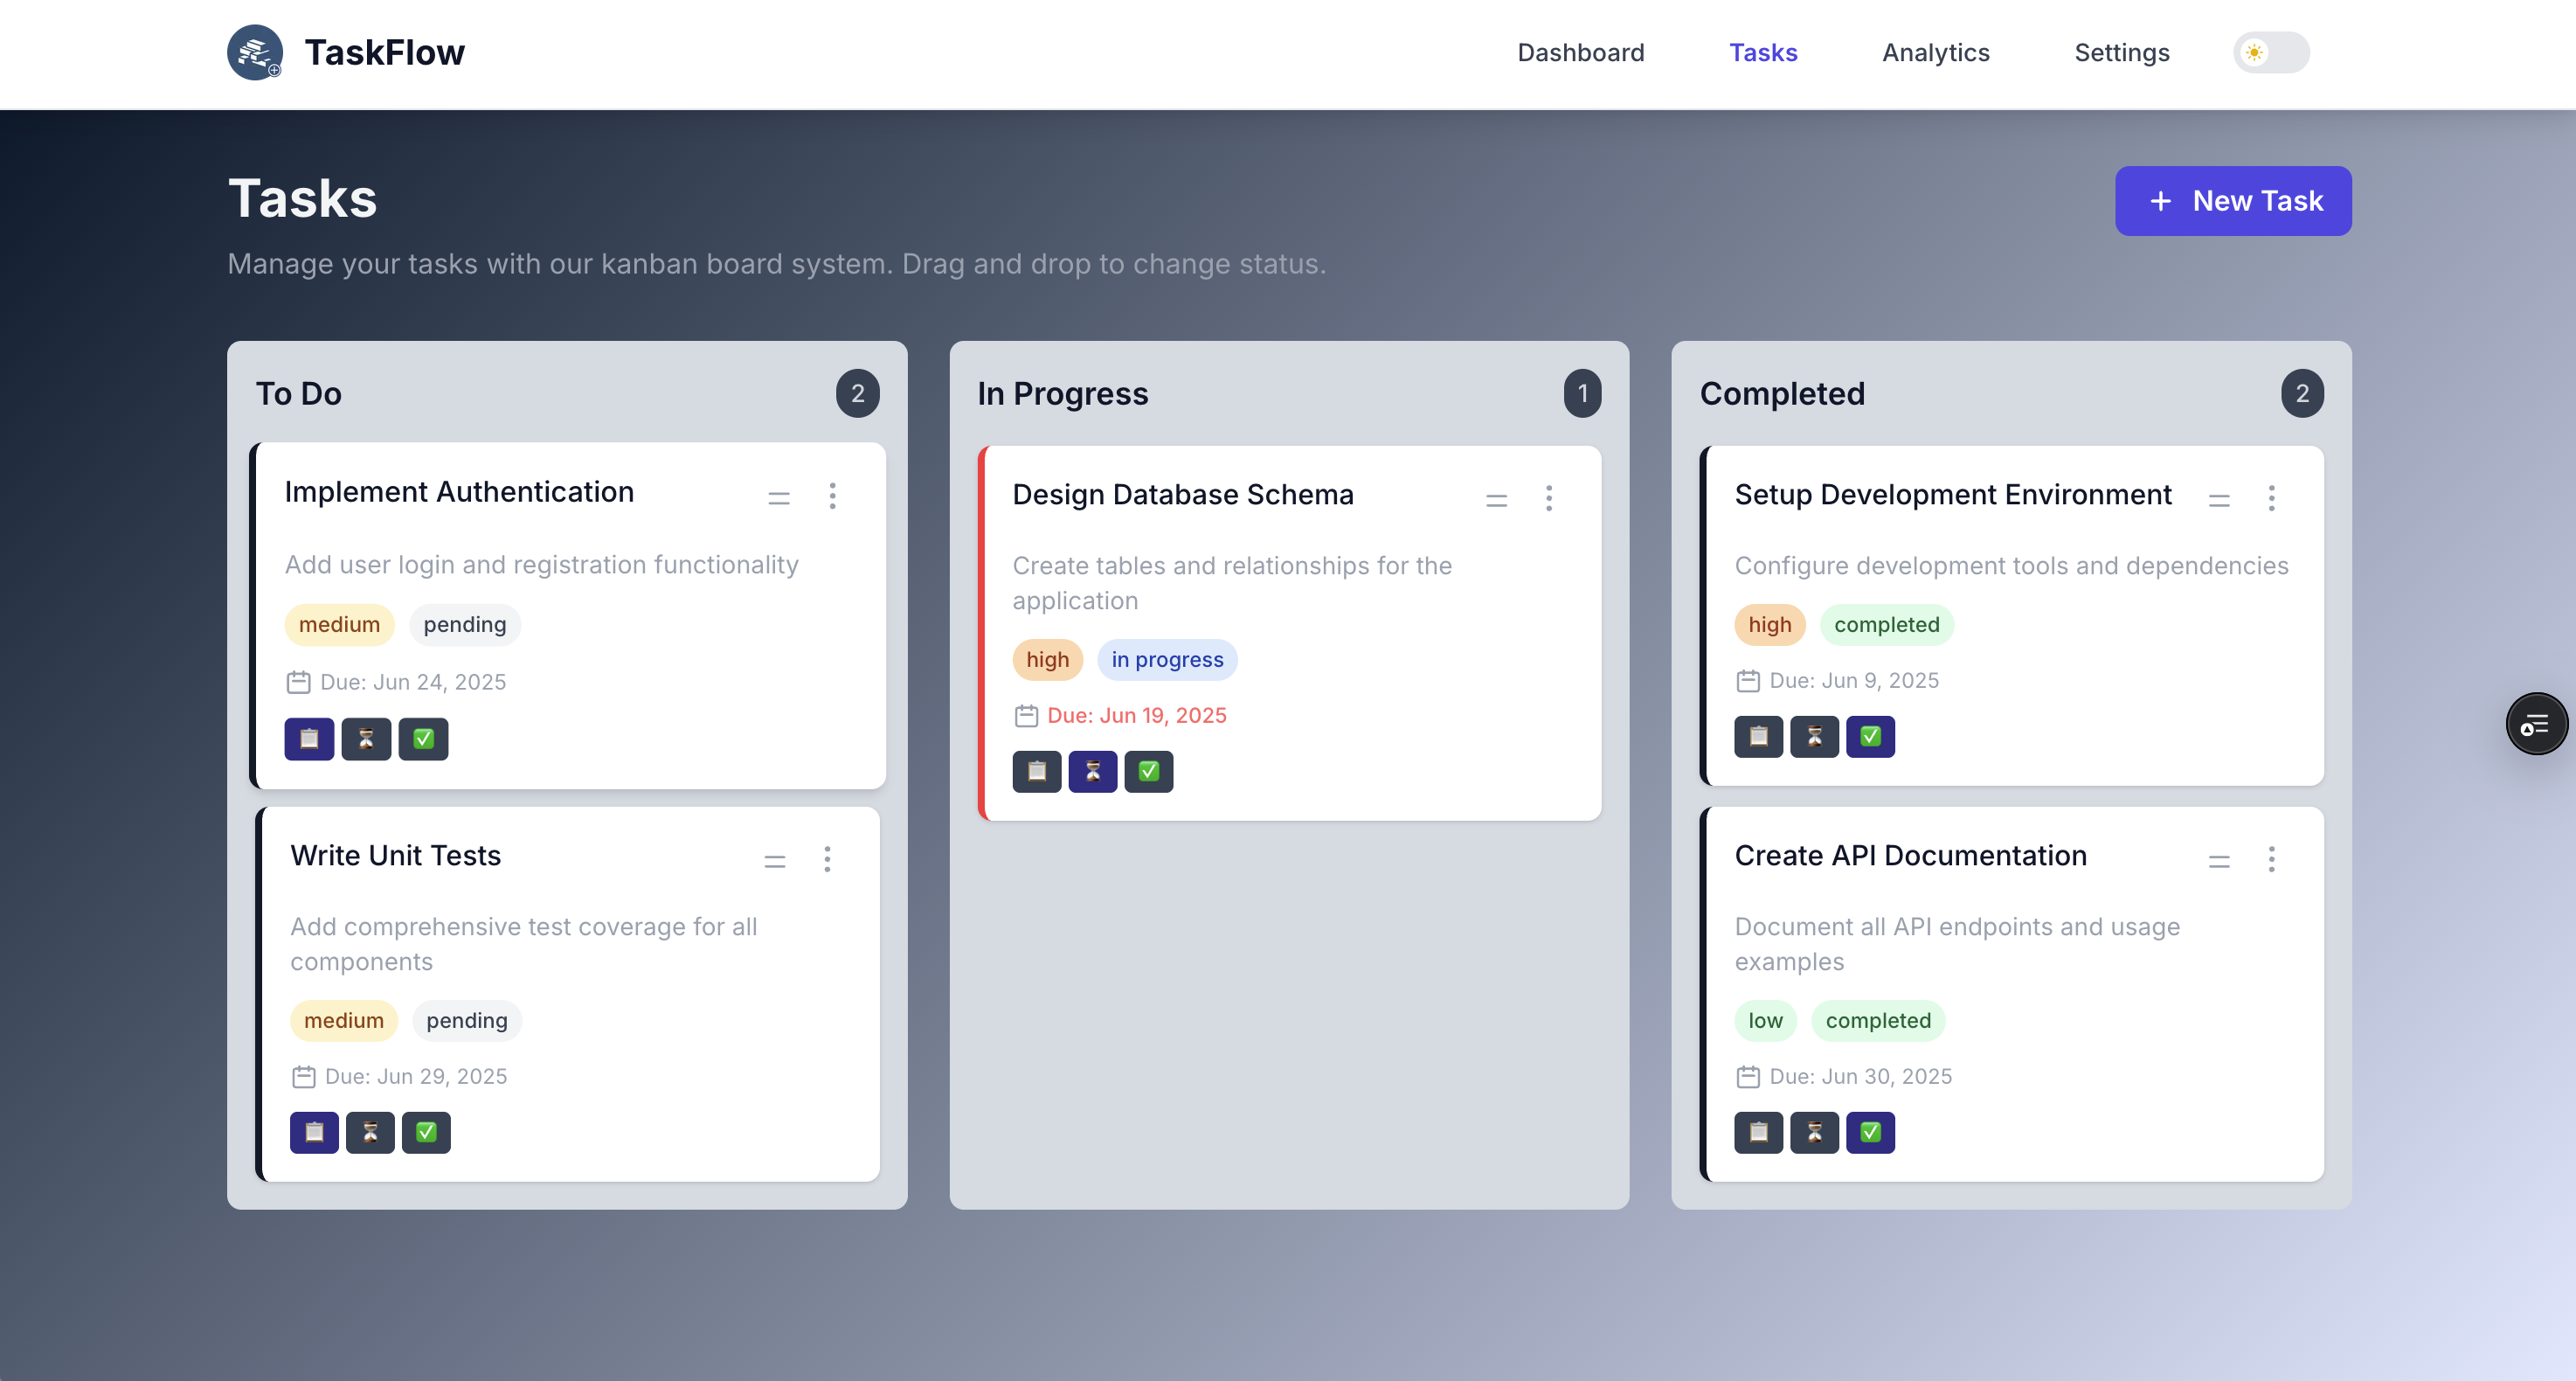 TaskFlow
Dashboard
Tasks
Analytics
Settings
Tasks
+ New Task
Manage your tasks with our kanban board system. Drag and drop to change status.
To Do
2
Implement Authentication
Add user login and registration functionality
medium
pending
Due: Jun 24, 2025
Write Unit Tests
Add comprehensive test coverage for all
components
medium
pending
Due: Jun 29, 2025
In Progress
1
Design Database Schema
Create tables and relationships for the
application
high
in progress
Due: Jun 19, 2025
Completed
2
Setup Development Environment
Configure development tools and dependencies
high
completed
Due: Jun 9, 2025
Create API Documentation
Document all API endpoints and usage
examples
low
completed
Due: Jun 30, 2025